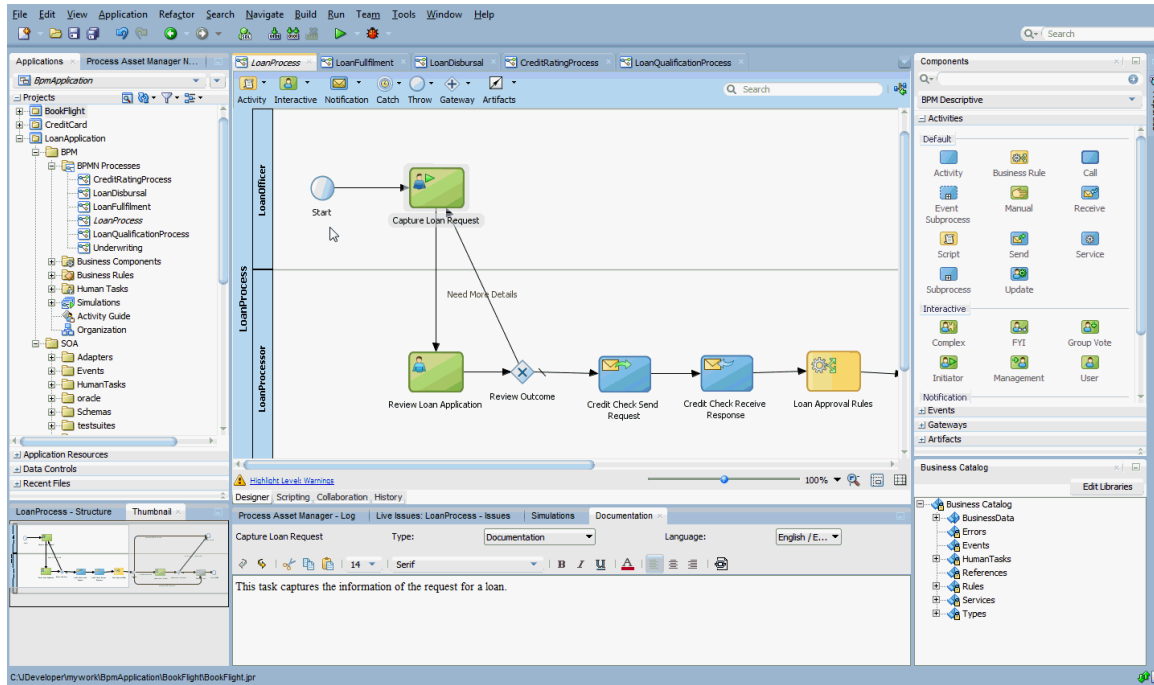 File Edit View Application Refactor Search Navigate Build Run Team Tools Window Help
Search
Applications Process Asset Manager N...
BpmApplication
Projects
BookFlight
CreditCard
LoanApplication
BPM
BPMN Processes
CreditRatingProcess
LoanDisbursal
LoanFullfilment
LoanProcess
LoanQualificationProcess
Underwriting
Business Components
Business Rules
Human Tasks
Simulations
Activity Guide
Organization
SOA
Adapters
Events
HumanTasks
oracle
Schemas
testsuites
Application Resources
Data Controls
Recent Files
LoanProcess - Structure Thumbnail
LoanProcess LoanFullfilment LoanDisbursal CreditRatingProcess LoanQualificationProcess
Activity Interactive Notification Catch Throw Gateway Artifacts
Search
LoanProcess
LoanOfficer
Start
Capture Loan Request
Need More Details
LoanProcessor
Review Loan Application
Review Outcome
Credit Check Send
Request
Credit Check Receive
Response
Loan Approval Rules
Highlight Level: Warnings
100%
Designer Scripting Collaboration History
Process Asset Manager - Log Live Issues: LoanProcess - Issues Simulations Documentation
Capture Loan Request Type: Documentation Language: English / E...
14 Serif B I U A
This task captures the information of the request for a loan.
Components
BPM Descriptive
Activities
Default
Activity Business Rule Call
Event
Subprocess
Manual Receive
Script Send Service
Subprocess Update
Interactive
Complex FYI Group Vote
Initiator Management User
Notification
Events
Gateways
Artifacts
Business Catalog
Edit Libraries
Business Catalog
BusinessData
Errors
Events
HumanTasks
References
Rules
Services
Types
C:\JDeveloper\mywork\BpmApplication\BookFlight\BookFlight.jpr